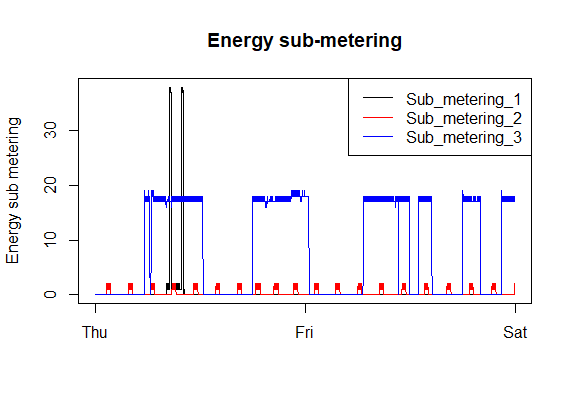 Energy sub-metering
Sub_metering_1
Sub_metering_2
Sub_metering_3
Energy sub metering
30
20
10
0
Thu
Fri
Sat